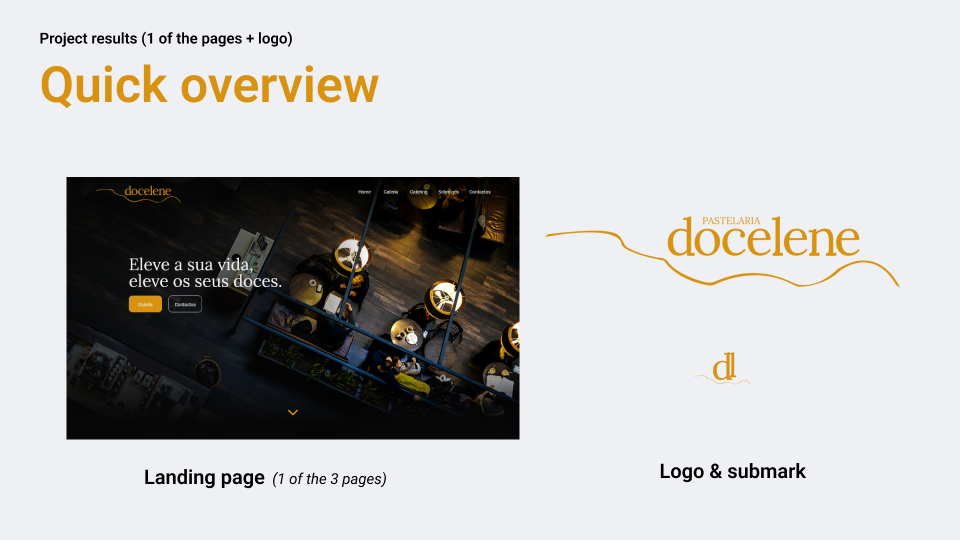 Project results (1 of the pages + logo)
Quick overview
docelene
Home Galeria Catering Sobre nós Contactos
Eleve a sua vida,
eleve os seus doces.
Galeria Contactos
PASTELARIA
docelene
dl
Landing page (1 of the 3 pages)
Logo & submark